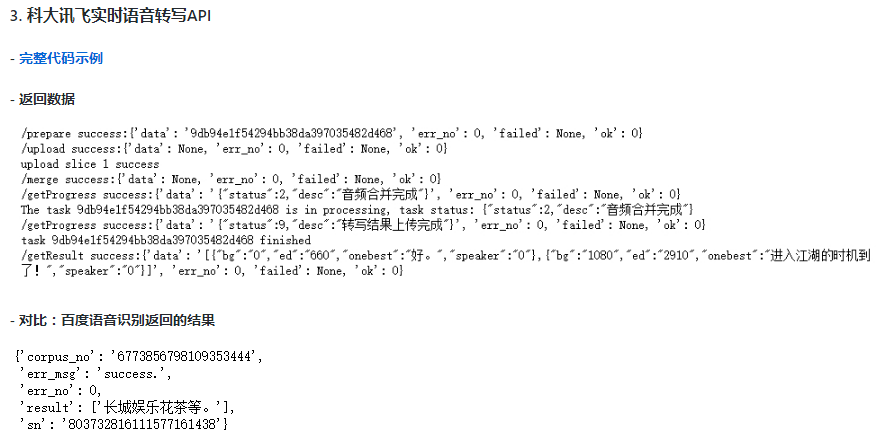 3. 科大讯飞实时语音转写API
- 完整代码示例
- 返回数据
/prepare success:{'data': '9db94e1f54294bb38da397035482d468', 'err_no': 0, 'failed': None, 'ok': 0}
/upload success:{'data': None, 'err_no': 0, 'failed': None, 'ok': 0}
upload slice 1 success
/merge success:{'data': None, 'err_no': 0, 'failed': None, 'ok': 0}
/getProgress success:{'data': '{"status":2,"desc":"音频合并完成"}', 'err_no': 0, 'failed': None, 'ok': 0}
The task 9db94e1f54294bb38da397035482d468 is in processing, task status: {"status":2,"desc":"音频合并完成"}
/getProgress success:{'data': '{"status":9,"desc":"转写结果上传完成"}', 'err_no': 0, 'failed': None, 'ok': 0}
task 9db94e1f54294bb38da397035482d468 finished
/getResult success:{'data': '[{"bg":"0","ed":"660","onebest":"好。","speaker":"0"},{"bg":"1080","ed":"2910","onebest":"进入江湖的时机到
了！","speaker":"0"}]', 'err_no': 0, 'failed': None, 'ok': 0}
- 对比：百度语音识别返回的结果
{'corpus_no': '6773856798109353444',
'err_msg': 'success.',
'err_no': 0,
'result': ['长城娱乐花茶等。'],
'sn': '803732816111577161438'}